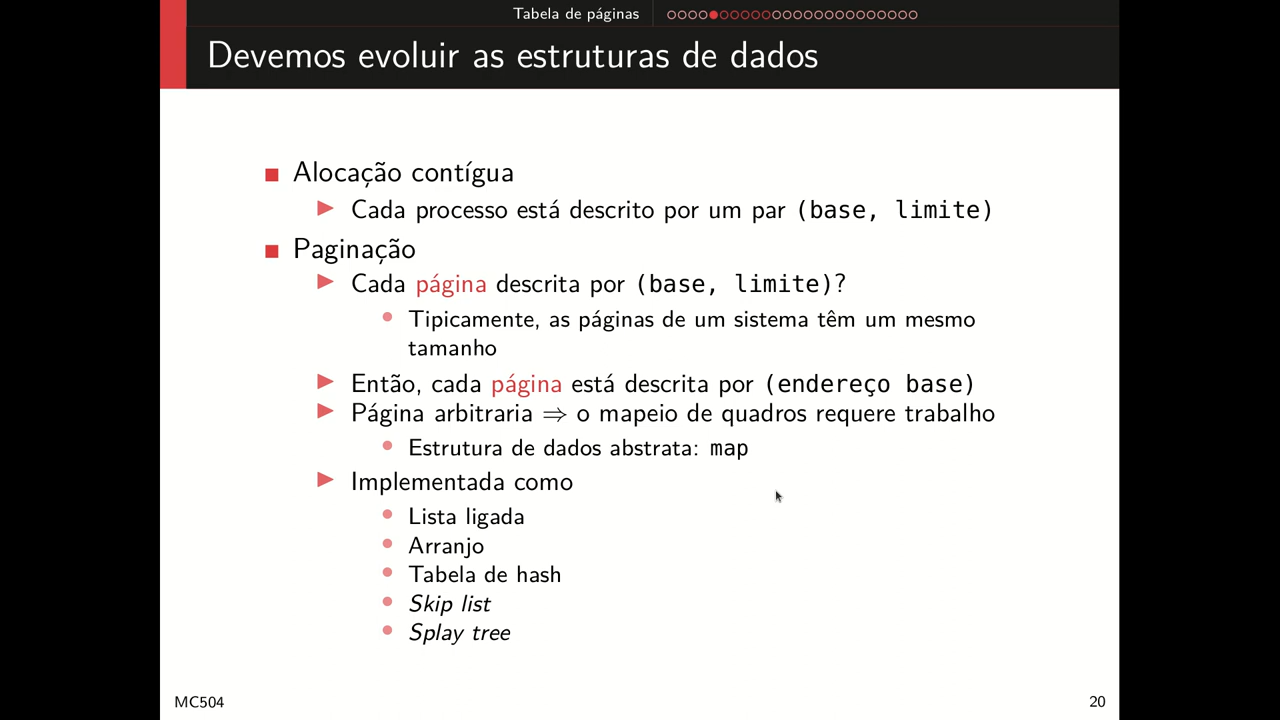 Tabela de páginas
Devemos evoluir as estruturas de dados
Alocação contígua
Cada processo está descrito por um par (base, limite)
Paginação
Cada página descrita por (base, limite)?
Tipicamente, as páginas de um sistema têm um mesmo
tamanho
Então, cada página está descrita por (endereço base)
Página arbitraria ⇒ o mapeio de quadros requere trabalho
Estrutura de dados abstrata: map
Implementada como
Lista ligada
Arranjo
Tabela de hash
Skip list
Splay tree
MC504
20